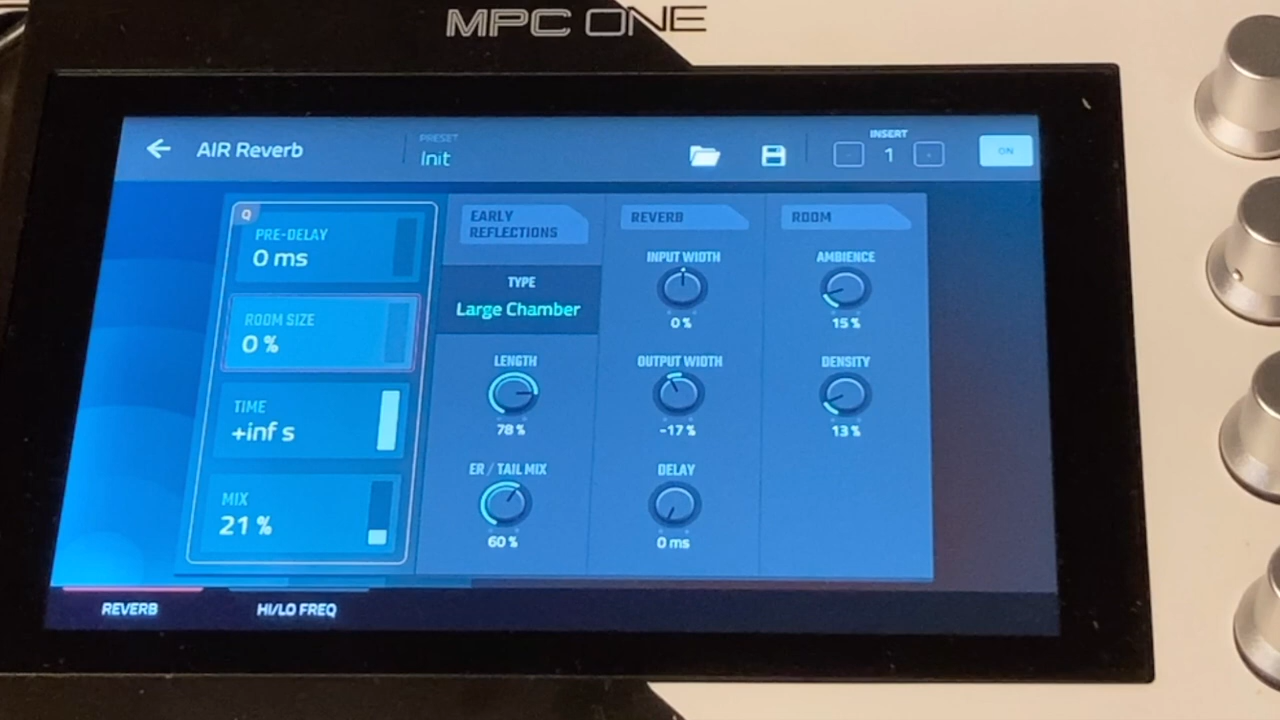 MPC ONE
AIR Reverb
PRESET
Init
INSERT
- 1 +
ON
Q
PRE-DELAY
0 ms
ROOM SIZE
0 %
TIME
+inf s
MIX
21 %
EARLY
REFLECTIONS
TYPE
Large Chamber
LENGTH
78 %
ER / TAIL MIX
60 %
REVERB
INPUT WIDTH
0 %
OUTPUT WIDTH
-17 %
DELAY
0 ms
ROOM
AMBIENCE
15 %
DENSITY
13 %
REVERB
HI/LO FREQ